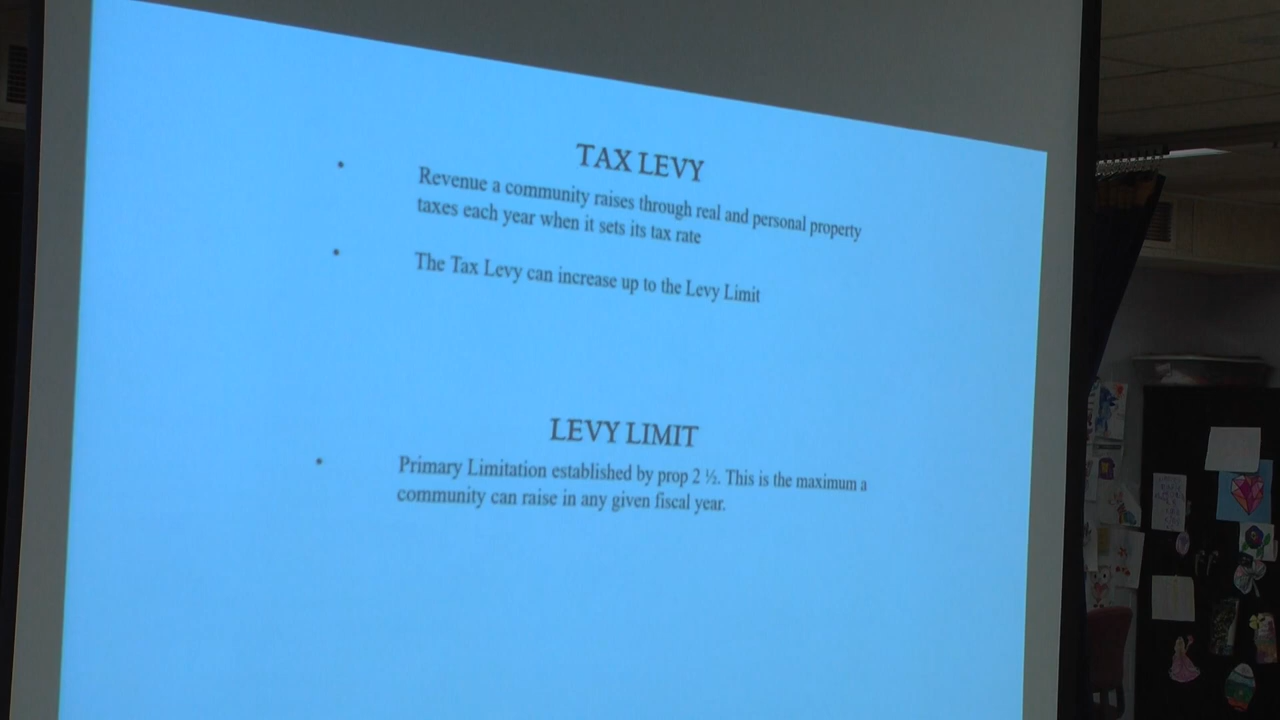 TAX LEVY
• Revenue a community raises through real and personal property
taxes each year when it sets its tax rate
• The Tax Levy can increase up to the Levy Limit
LEVY LIMIT
• Primary Limitation established by prop 2 ½. This is the maximum a
community can raise in any given fiscal year.